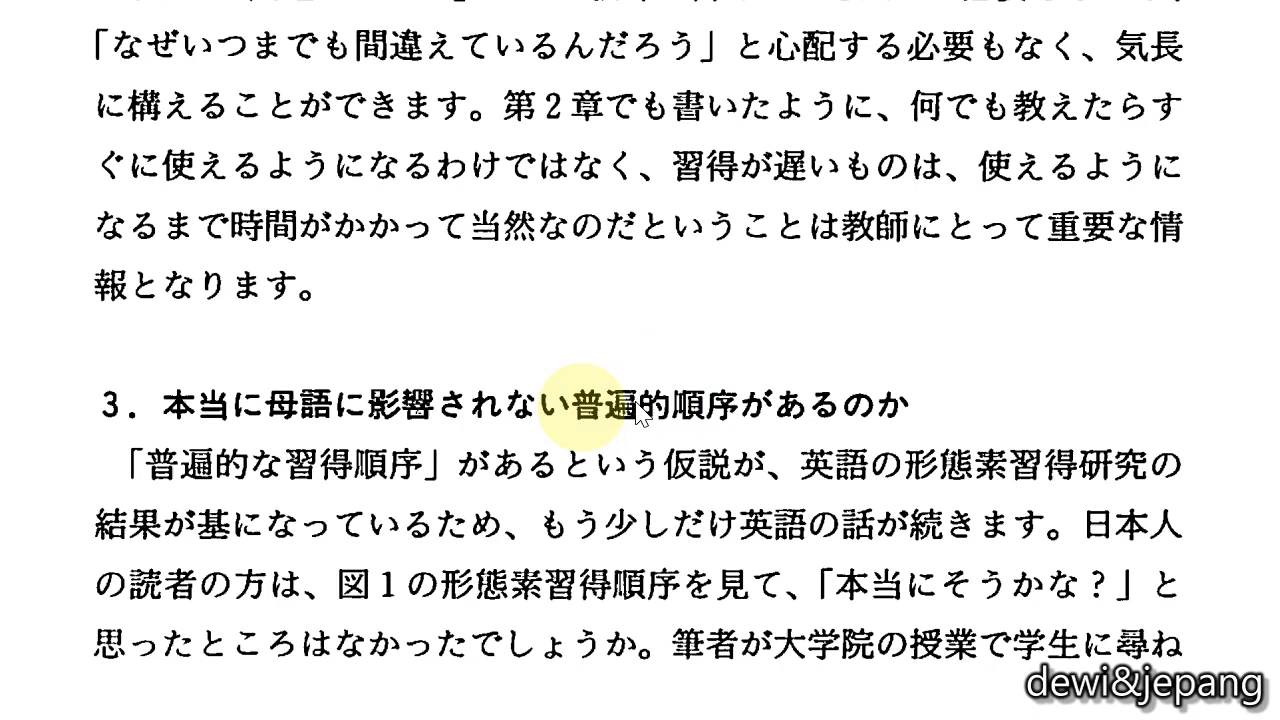 「なぜいつまでも間違えているんだろう」と心配する必要もなく、気長
に構えることができます。第2章でも書いたように、何でも教えたらす
ぐに使えるようになるわけではなく、習得が遅いものは、使えるように
なるまで時間がかかって当然なのだということは教師にとって重要な情
報となります。
3．本当に母語に影響されない普遍的順序があるのか
「普遍的な習得順序」があるという仮説が、英語の形態素習得研究の
結果が基になっているため、もう少しだけ英語の話が続きます。日本人
の読者の方は、図1の形態素習得順序を見て、「本当にそうかな？」と
思ったところはなかったでしょうか。筆者が大学院の授業で学生に尋ね
dewi&jepang